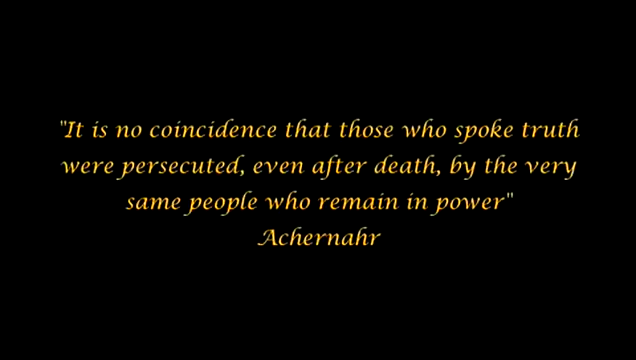 "It is no coincidence that those who spoke truth
were persecuted, even after death, by the very
same people who remain in power"
Achernahr